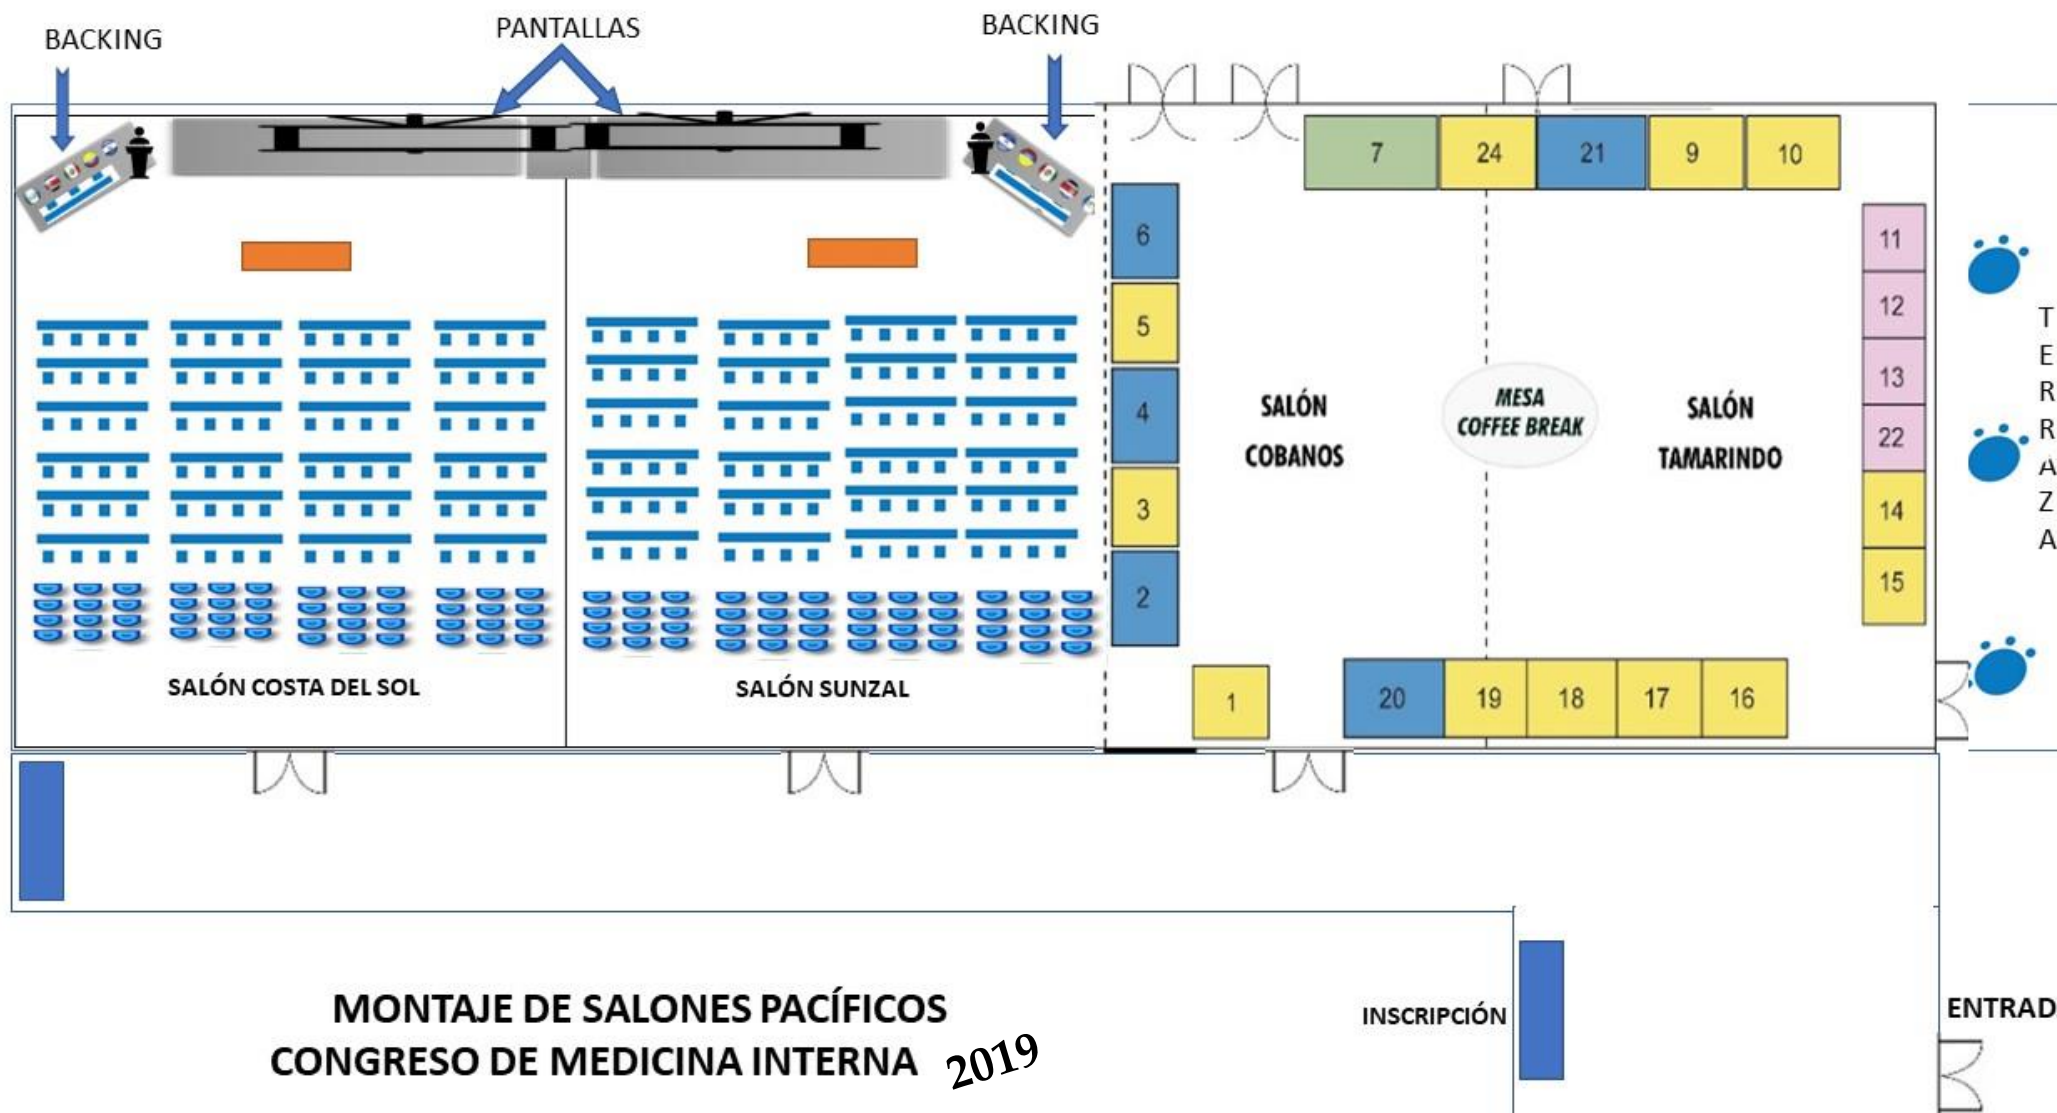 BACKING
PANTALLAS
BACKING
7
24
21
9
10
6
5
4
3
2
11
12
13
22
14
15
SALÓN
COBANOS
MESA
COFFEE BREAK
SALÓN
TAMARINDO
T
E
R
R
A
Z
A
1
20
19
18
17
16
SALÓN COSTA DEL SOL
SALÓN SUNZAL
MONTAJE DE SALONES PACÍFICOS
CONGRESO DE MEDICINA INTERNA 2019
INSCRIPCIÓN
ENTRAD